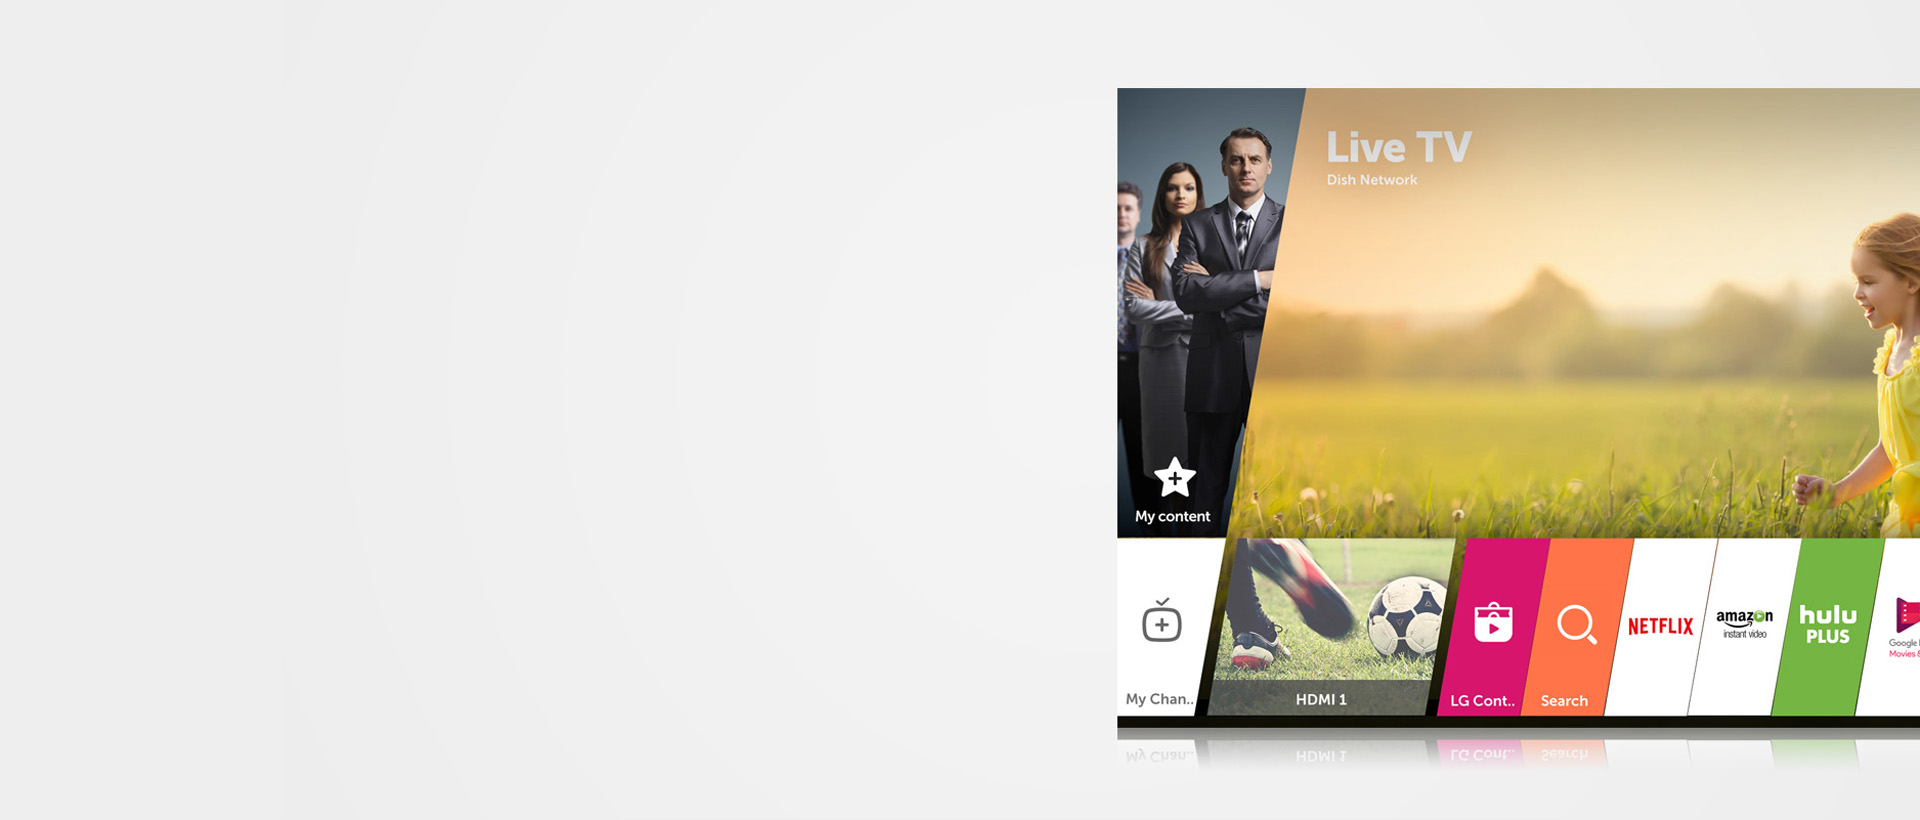 Live TV
Dish Network
My content
My Chan..
HDMI 1
LG Cont..
Search
NETFLIX
amazon
instant video
hulu
PLUS
Google
Movies &